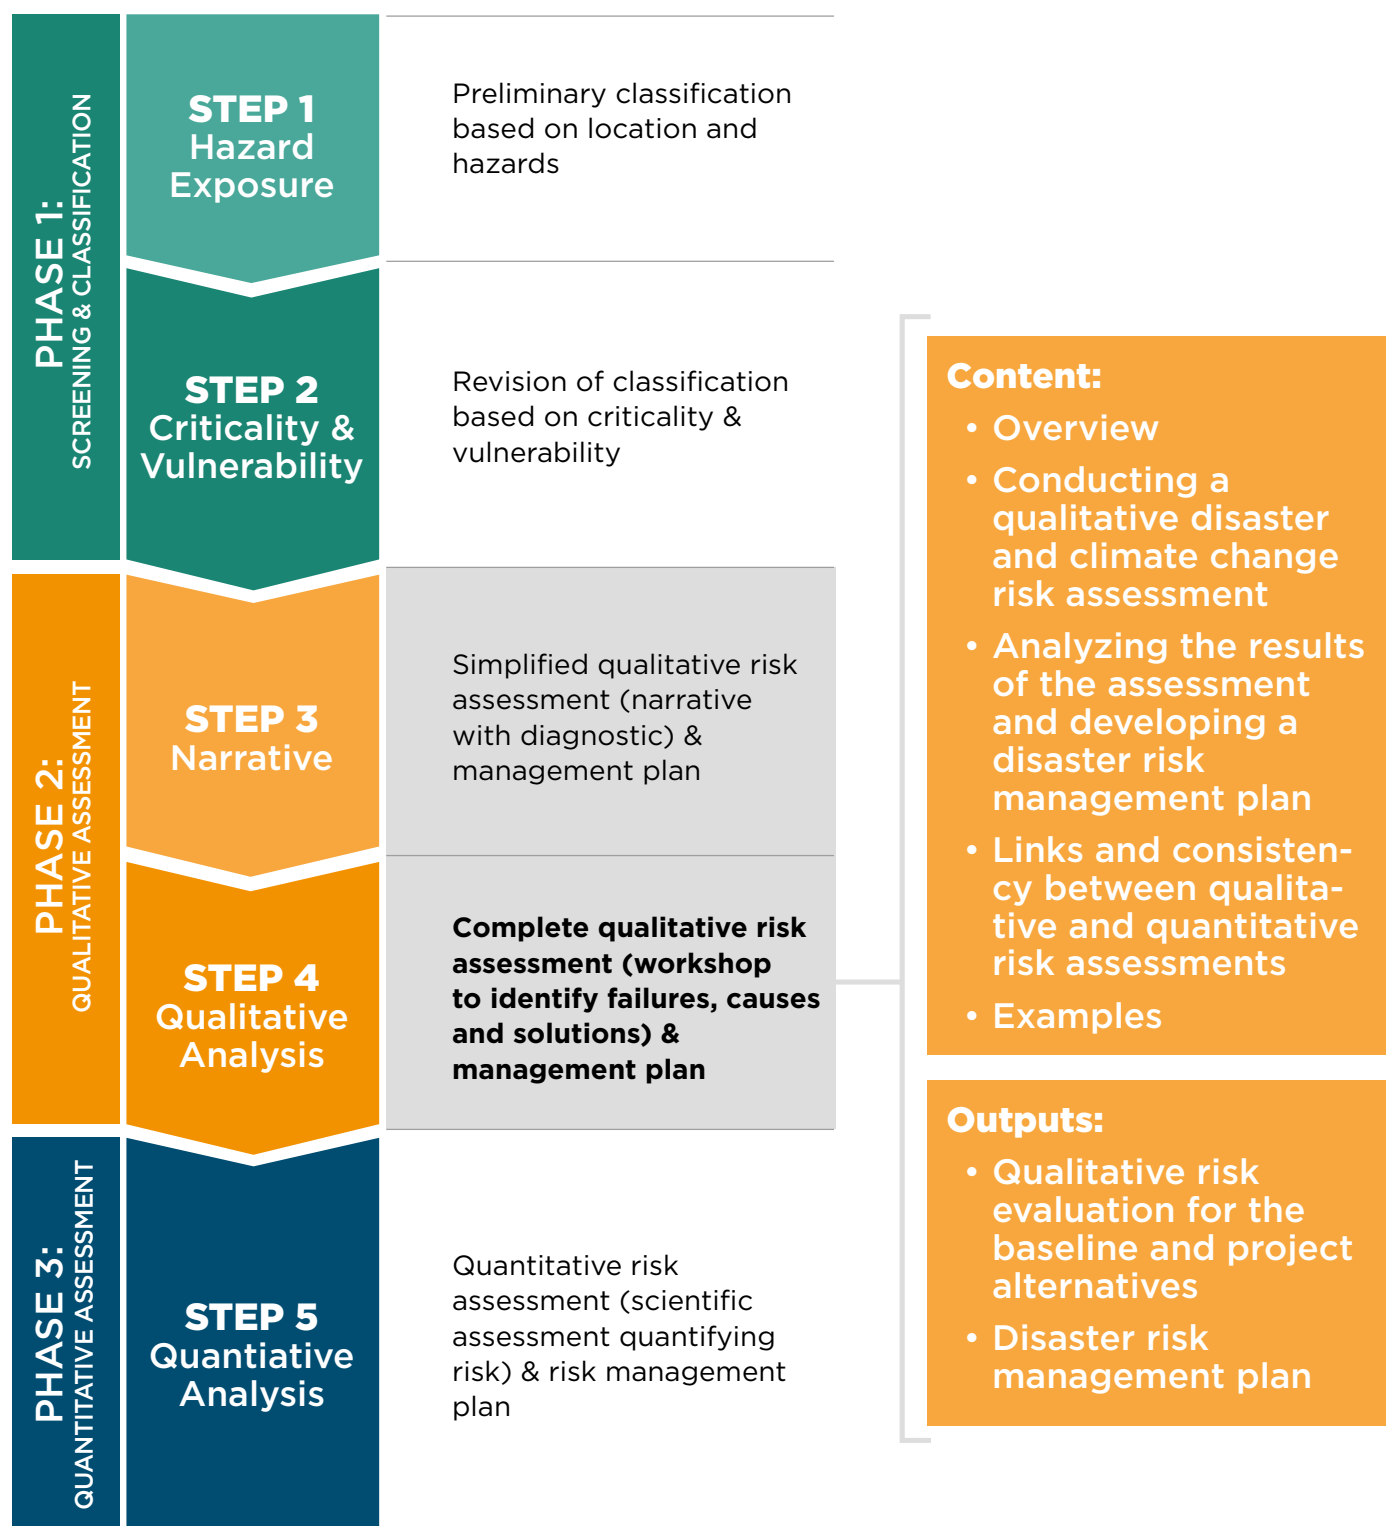 PHASE 1:
SCREENING & CLASSIFICATION
STEP 1
Hazard
Exposure
Preliminary classification
based on location and
hazards
STEP 2
Criticality &
Vulnerability
Revision of classification
based on criticality &
vulnerability
PHASE 2:
QUALITATIVE ASSESSMENT
STEP 3
Narrative
Simplified qualitative risk
assessment (narrative
with diagnostic) &
management plan
STEP 4
Qualitative
Analysis
Complete qualitative risk
assessment (workshop
to identify failures, causes
and solutions) &
management plan
PHASE 3:
QUANTITATIVE ASSESSMENT
STEP 5
Quantiative
Analysis
Quantitative risk
assessment (scientific
assessment quantifying
risk) & risk management
plan
Content:
• Overview
• Conducting a
qualitative disaster
and climate change
risk assessment
• Analyzing the results
of the assessment
and developing a
disaster risk
management plan
• Links and consisten-
cy between qualita-
tive and quantitative
risk assessments
• Examples
Outputs:
• Qualitative risk
evaluation for the
baseline and project
alternatives
• Disaster risk
management plan